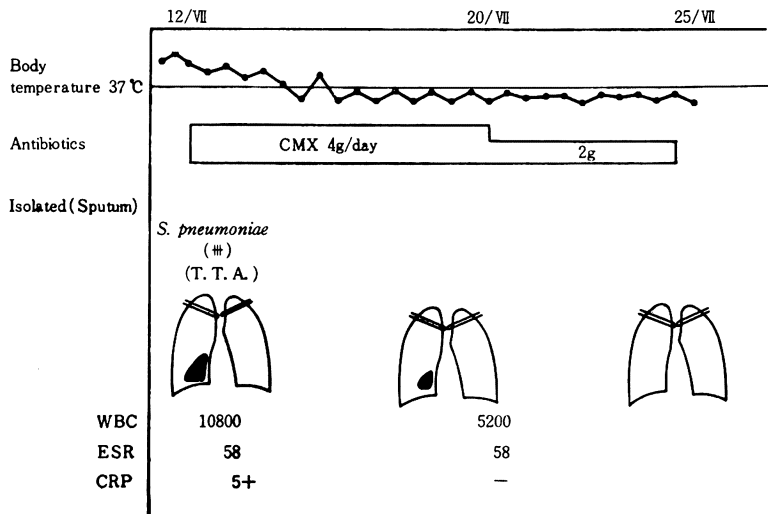 12/Ⅶ 20/Ⅶ 25/Ⅶ
Body
temperature 37℃
Antibiotics CMX 4g/day 2g
Isolated (Sputum)
S. pneumoniae
(⧻)
(T. T. A.)
WBC 10800 5200
ESR 58 58
CRP 5+ −